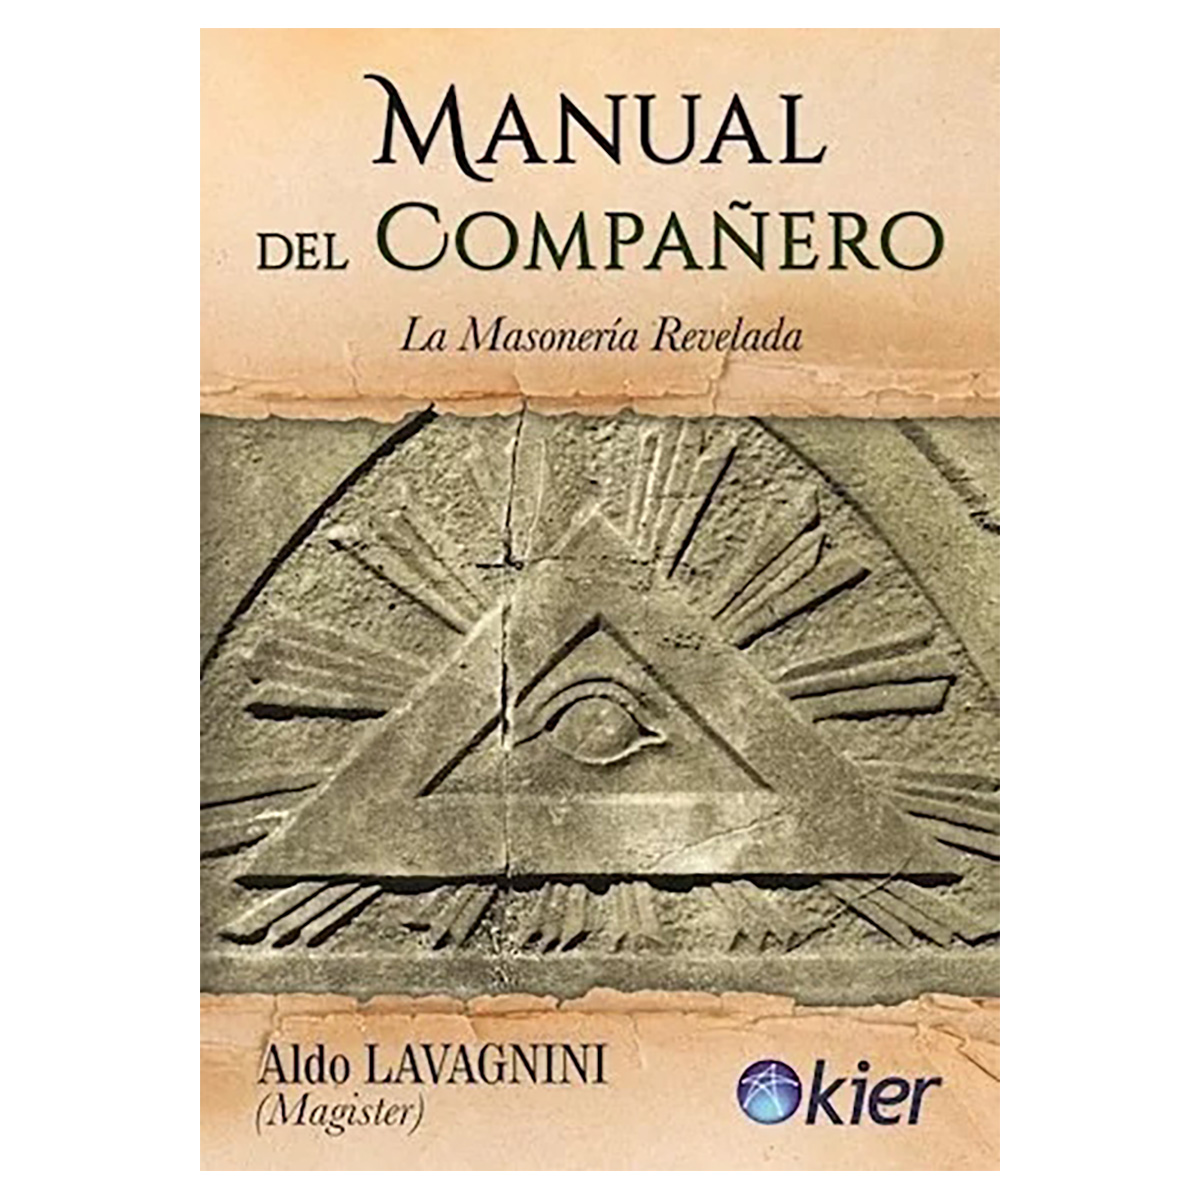 MANUAL
DEL COMPAÑERO
La Masonería Revelada
Aldo LAVAGNINI
(Magister)
kier